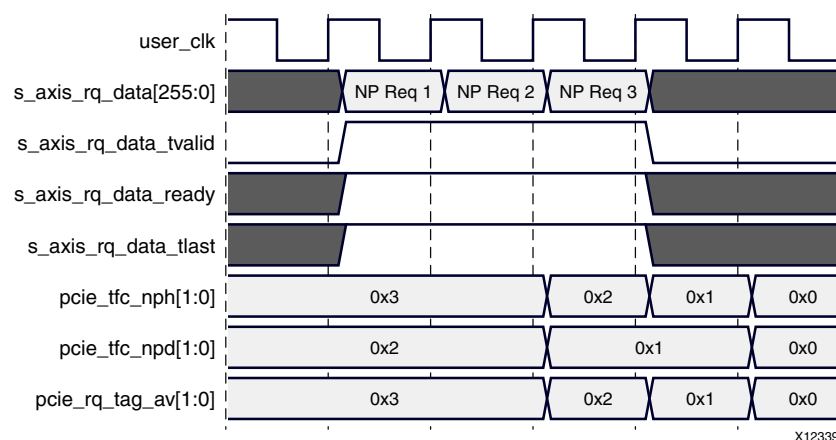 user_clk
s_axis_rq_data[255:0] NP Req 1 NP Req 2 NP Req 3
s_axis_rq_data_tvalid
s_axis_rq_data_ready
s_axis_rq_data_tlast
pcie_tfc_nph[1:0] 0x3 0x2 0x1 0x0
pcie_tfc_npd[1:0] 0x2 0x1 0x0
pcie_rq_tag_av[1:0] 0x3 0x2 0x1 0x0
X12339